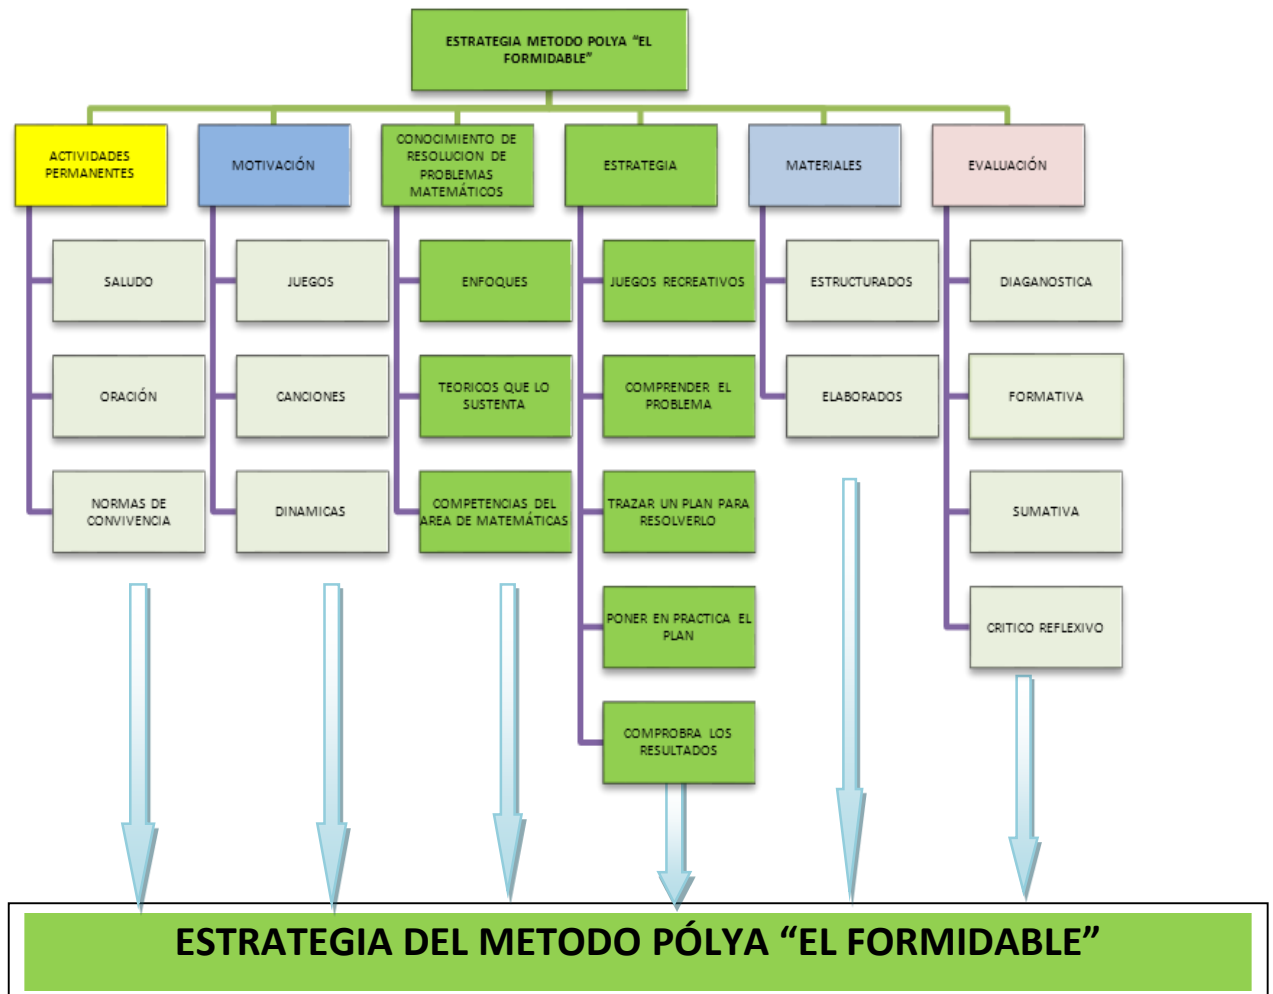 ESTRATEGIA METODO POLYA “EL
FORMIDABLE”
ACTIVIDADES
PERMANENTES
SALUDO
ORACIÓN
NORMAS DE
CONVIVENCIA
MOTIVACIÓN
JUEGOS
CANCIONES
DINAMICAS
CONOCIMIENTO DE
RESOLUCION DE
PROBLEMAS
MATEMÁTICOS
ENFOQUES
TEORICOS QUE LO
SUSTENTA
COMPETENCIAS DEL
AREA DE MATEMÁTICAS
ESTRATEGIA
JUEGOS RECREATIVOS
COMPRENDER EL
PROBLEMA
TRAZAR UN PLAN PARA
RESOLVERLO
PONER EN PRACTICA EL
PLAN
COMPROBRA LOS
RESULTADOS
MATERIALES
ESTRUCTURADOS
ELABORADOS
EVALUACIÓN
DIAGANOSTICA
FORMATIVA
SUMATIVA
CRITICO REFLEXIVO
ESTRATEGIA DEL METODO PÓLYA “EL FORMIDABLE”